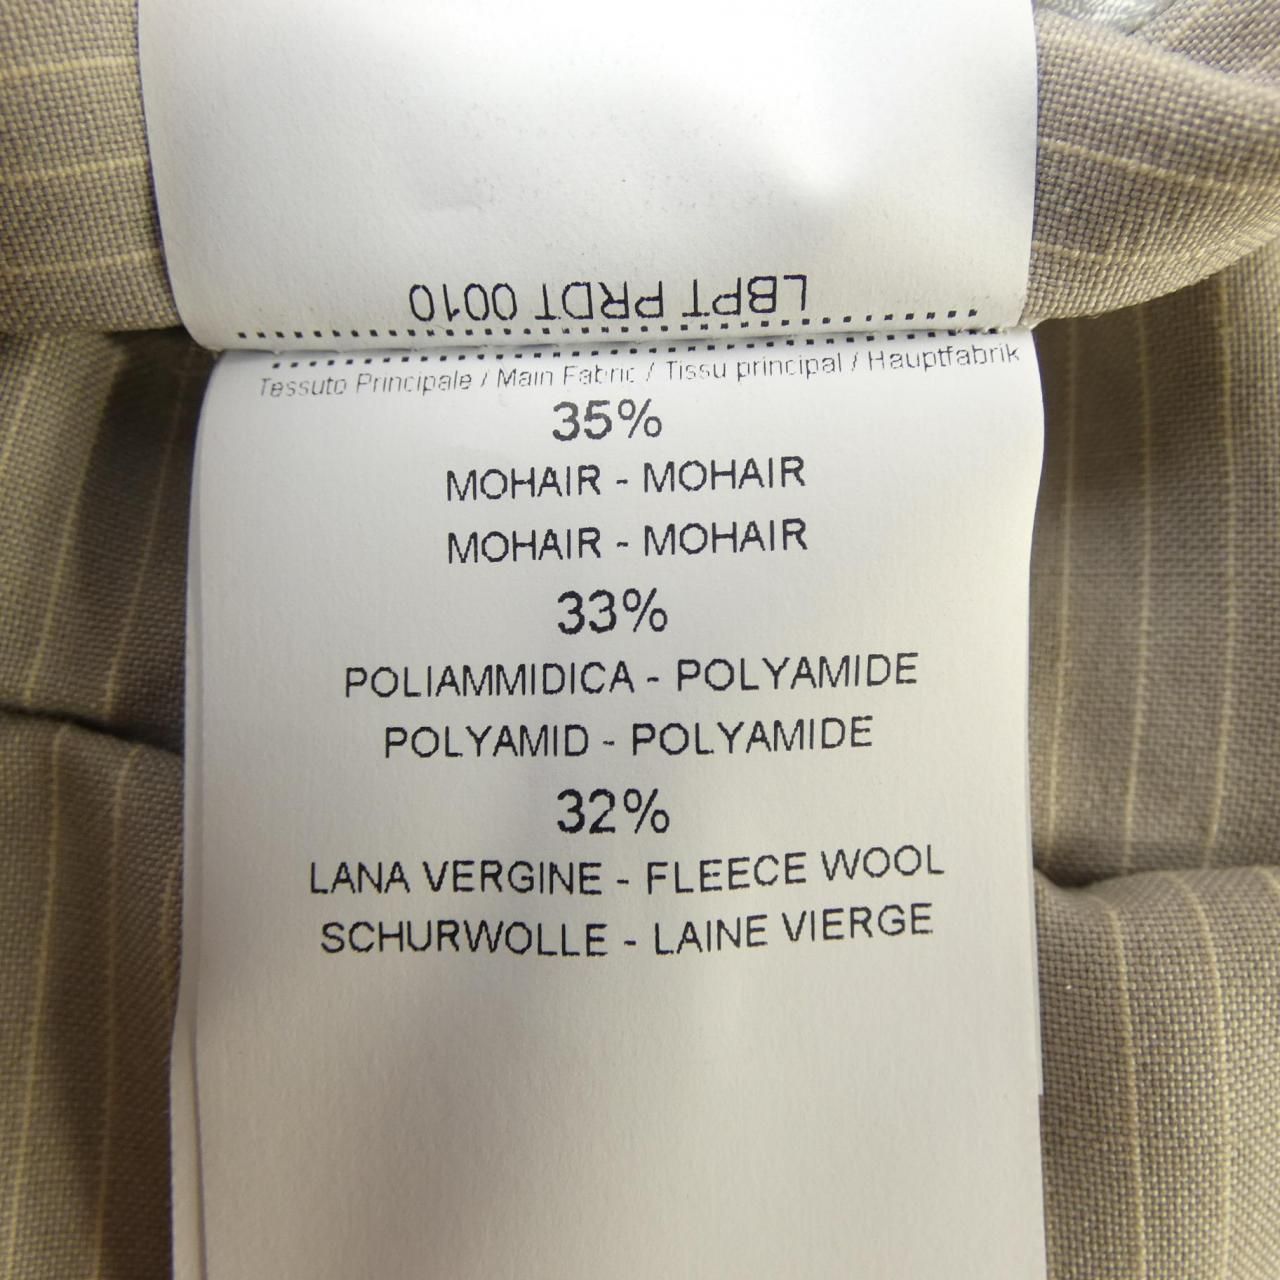 LBPT PRDT 0010
Tessuto Principale / Main Fabric / Tissu principal / Hauptfabrik
35%
MOHAIR - MOHAIR
MOHAIR - MOHAIR
33%
POLIAMMIDICA - POLYAMIDE
POLYAMID - POLYAMIDE
32%
LANA VERGINE - FLEECE WOOL
SCHURWOLLE - LAINE VIERGE